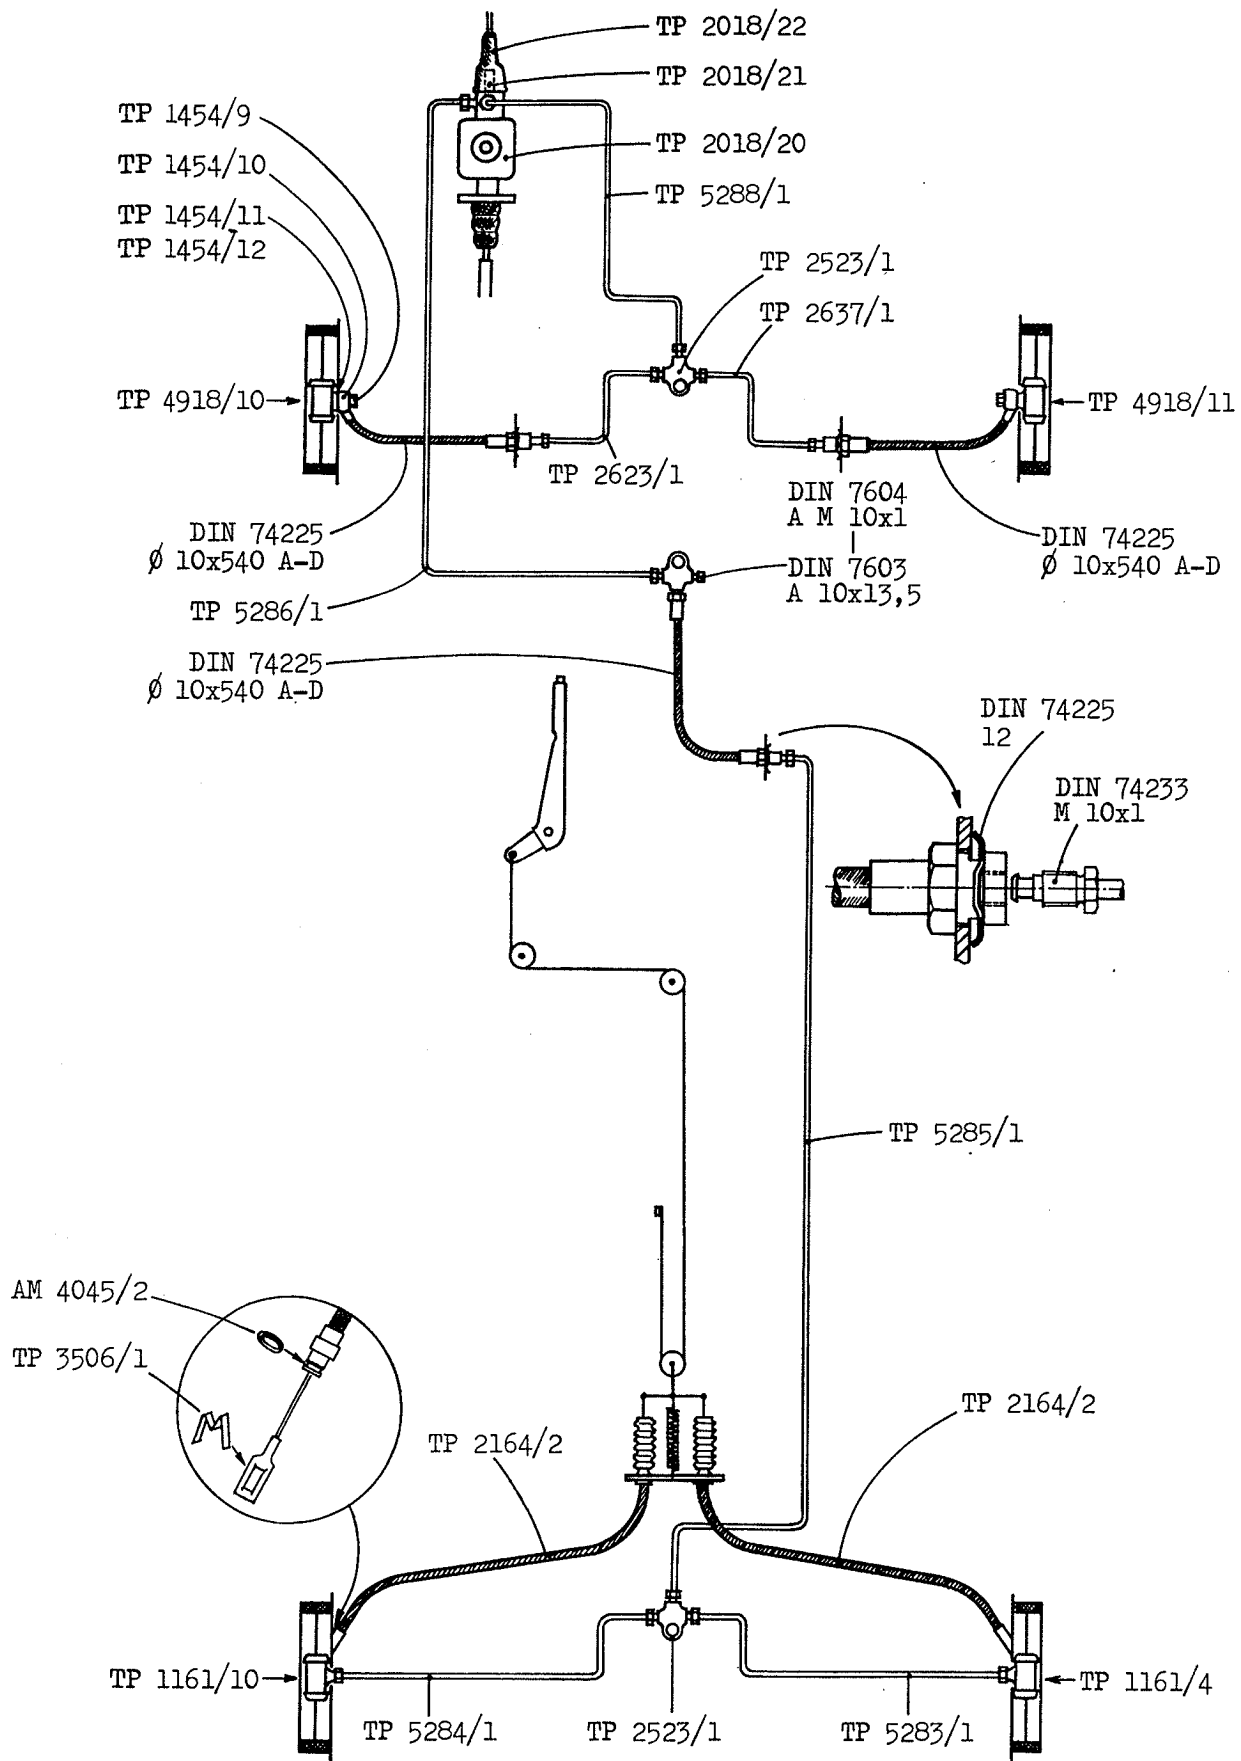 TP 2018/22
TP 2018/21
TP 1454/9
TP 2018/20
TP 1454/10
TP 5288/1
TP 1454/11
TP 1454/12
TP 2523/1
TP 2637/1
TP 4918/10
TP 4918/11
TP 2623/1
DIN 7604
A M 10x1
DIN 74225
Ø 10x540 A-D
DIN 74225
Ø 10x540 A-D
DIN 7603
A 10x13,5
TP 5286/1
DIN 74225
Ø 10x540 A-D
DIN 74225
12
DIN 74233
M 10x1
TP 5285/1
AM 4045/2
TP 3506/1
TP 2164/2
TP 2164/2
TP 1161/10
TP 1161/4
TP 5284/1
TP 2523/1
TP 5283/1